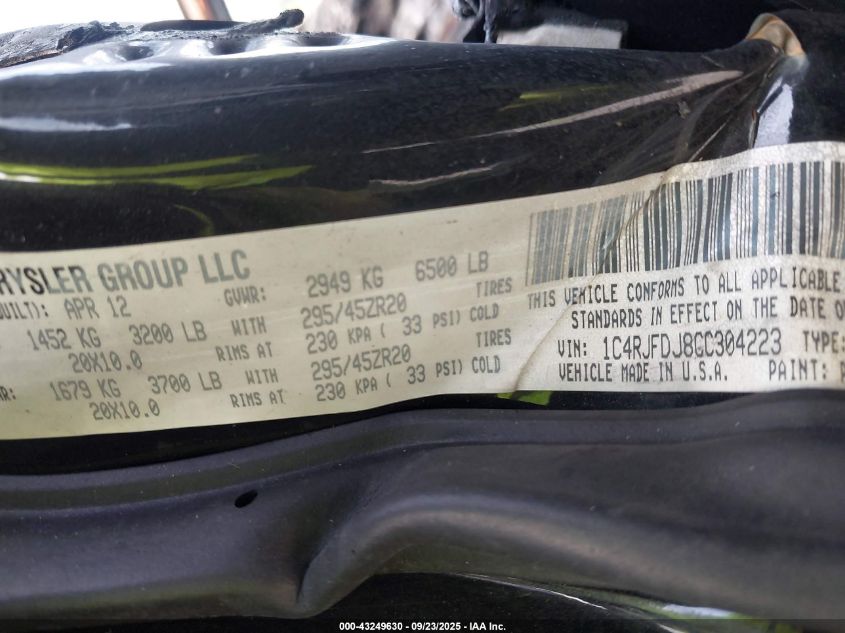 RYSLER GROUP LLC
UILT): APR 12 GVWR: 2949 KG 6500 LB
1452 KG 3200 LB WITH 295/45ZR20 TIRES
20X10.0 RIMS AT 230 KPA ( 33 PSI) COLD
R: 1679 KG 3700 LB WITH 295/45ZR20 TIRES
20X10.0 RIMS AT 230 KPA ( 33 PSI) COLD
THIS VEHICLE CONFORMS TO ALL APPLICABLE
STANDARDS IN EFFECT ON THE DATE
VIN: 1C4RJFDJ8CC304223 TYPE:
VEHICLE MADE IN U.S.A. PAINT:
000-43249630 - 09/23/2025 - IAA Inc.